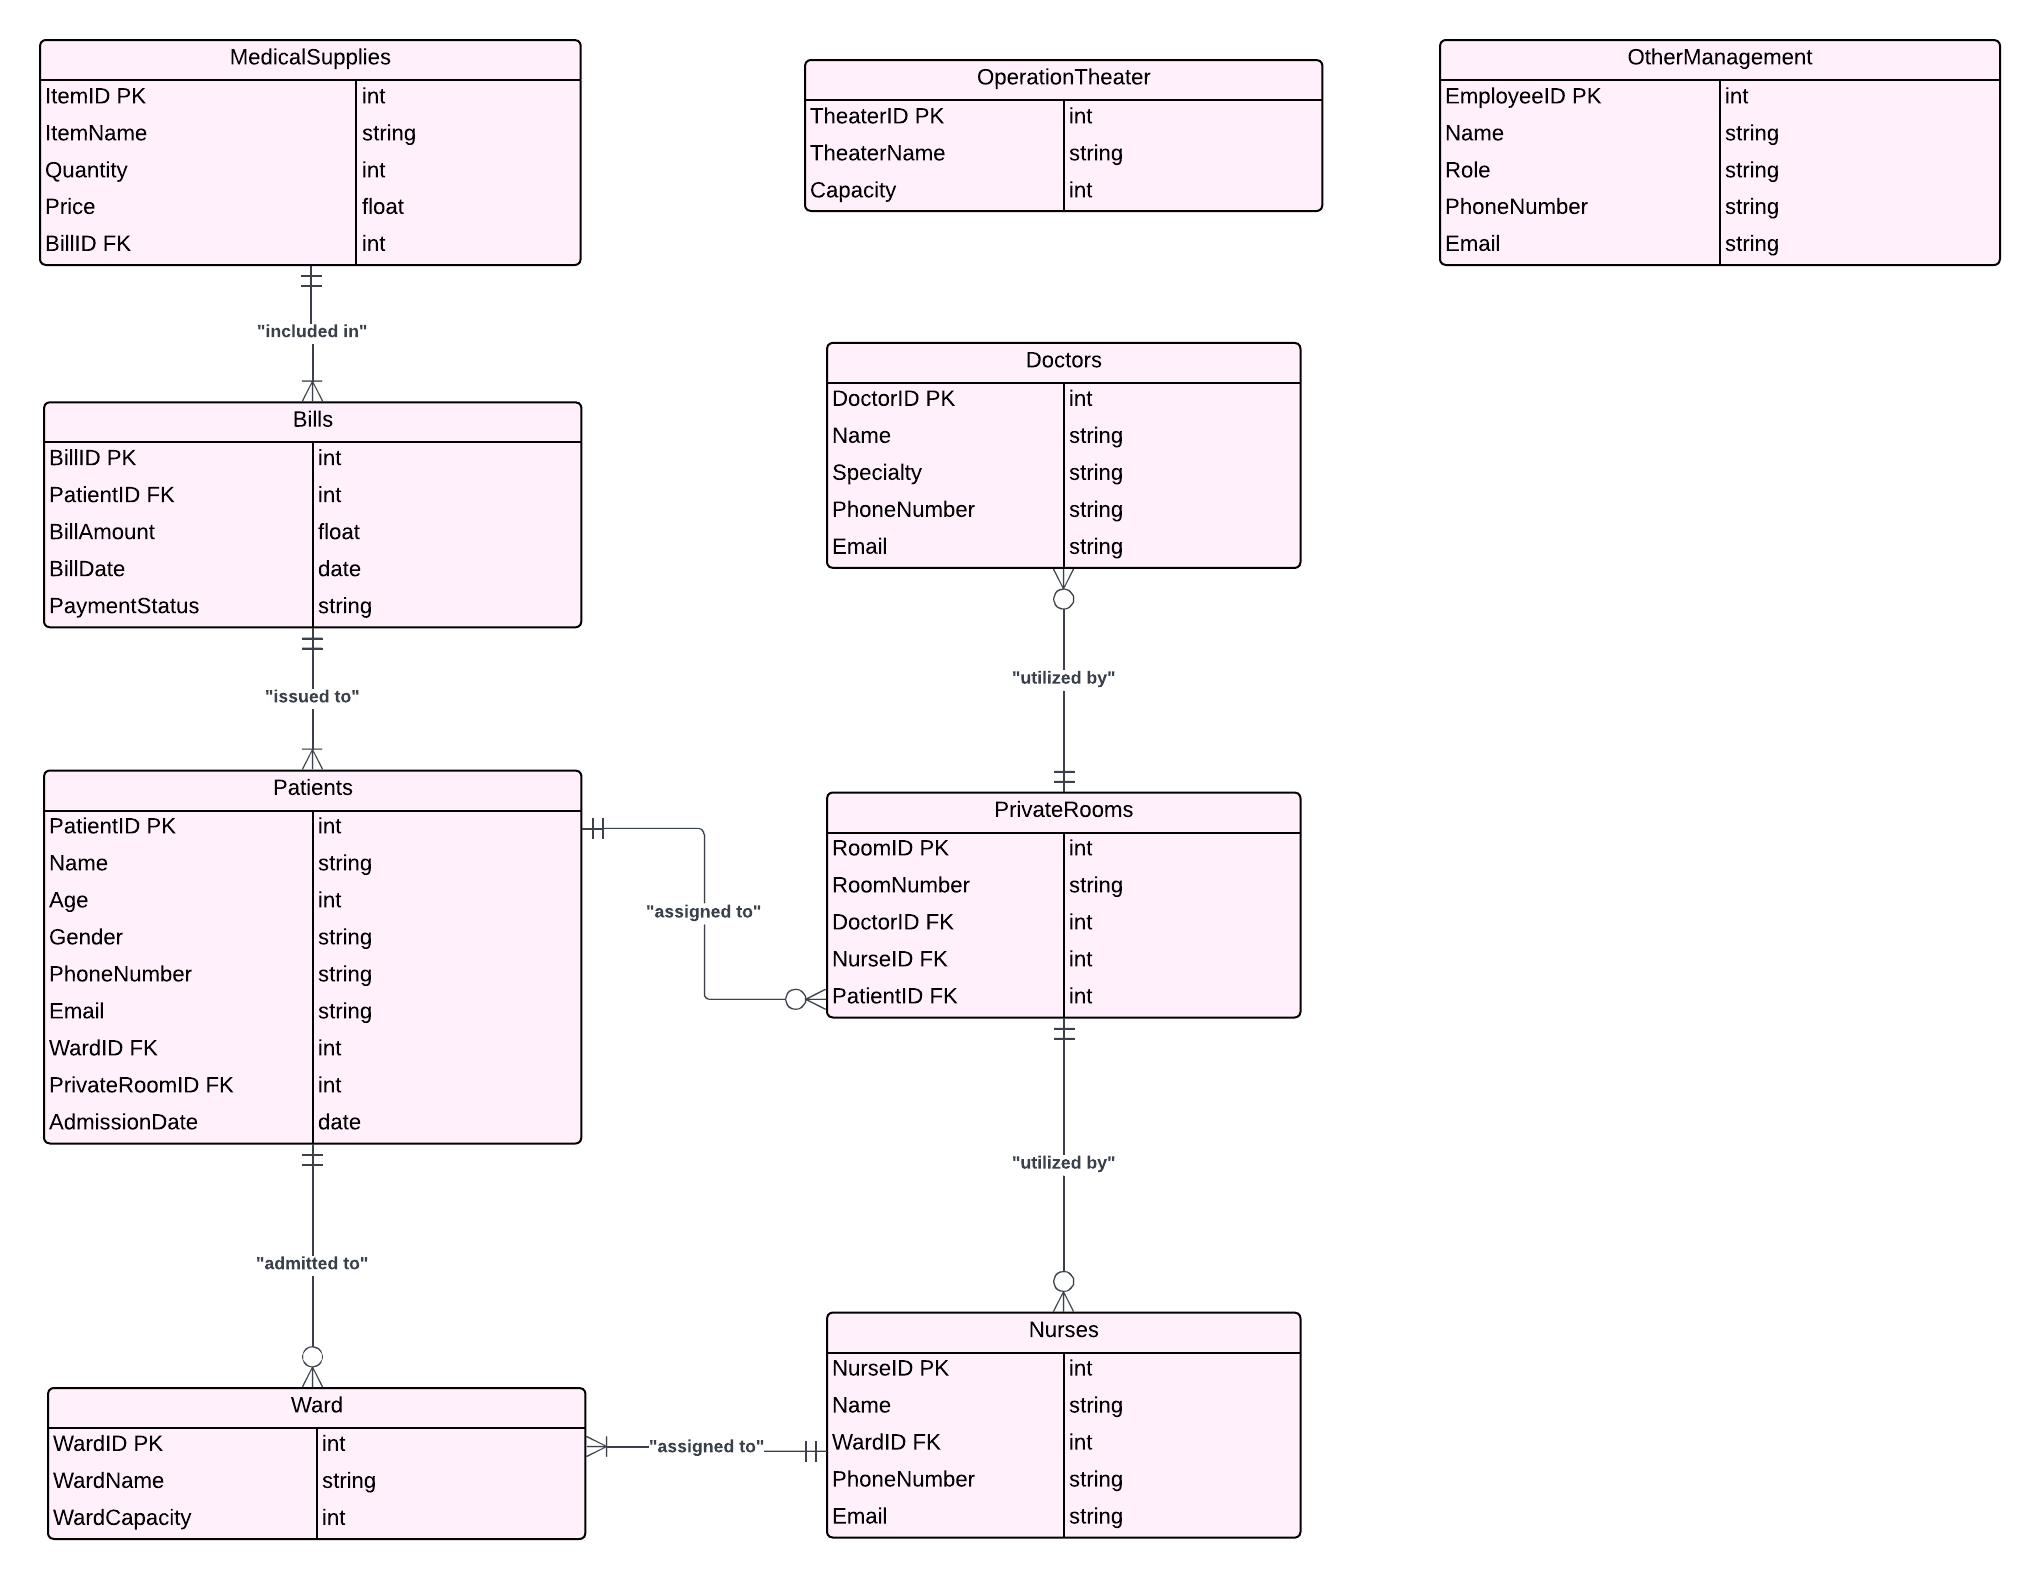 MedicalSupplies
ItemID PK int
ItemName string
Quantity int
Price float
BillID FK int
"included in"
Bills
BillID PK int
PatientID FK int
BillAmount float
BillDate date
PaymentStatus string
"issued to"
Patients
PatientID PK int
Name string
Age int
Gender string
PhoneNumber string
Email string
WardID FK int
PrivateRoomID FK int
AdmissionDate date
"admitted to"
Ward
WardID PK int
WardName string
WardCapacity int
"assigned to"
"assigned to"
OperationTheater
TheaterID PK int
TheaterName string
Capacity int
Doctors
DoctorID PK int
Name string
Specialty string
PhoneNumber string
Email string
"utilized by"
PrivateRooms
RoomID PK int
RoomNumber string
DoctorID FK int
NurseID FK int
PatientID FK int
"utilized by"
Nurses
NurseID PK int
Name string
WardID FK int
PhoneNumber string
Email string
OtherManagement
EmployeeID PK int
Name string
Role string
PhoneNumber string
Email string